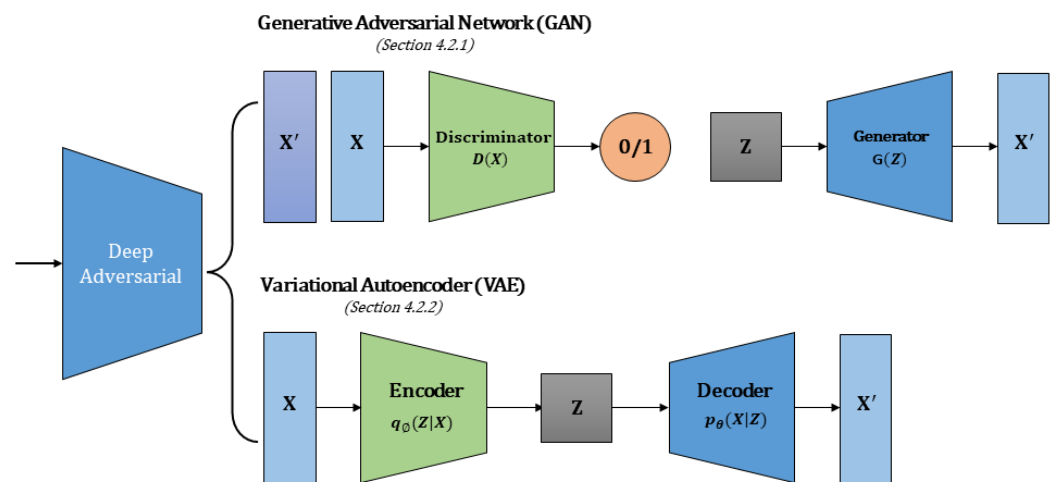 Generative Adversarial Network (GAN)
(Section 4.2.1)
X′
X
Discriminator
D(X)
0/1
Z
Generator
G(Z)
X′
Deep
Adversarial
Variational Autoencoder (VAE)
(Section 4.2.2)
X
Encoder
q∅(Z|X)
Z
Decoder
pθ(X|Z)
X′